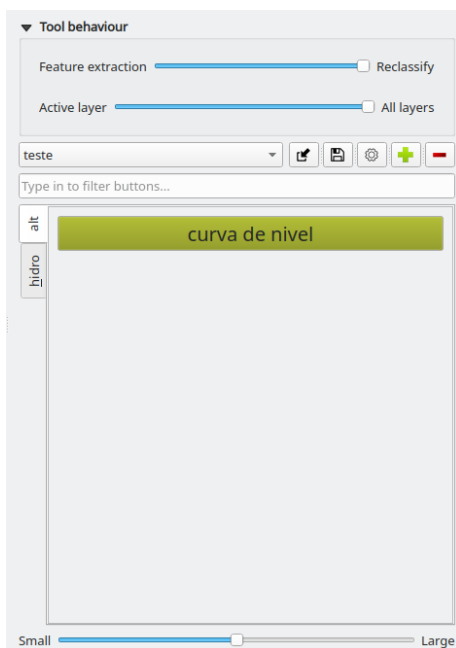 Tool behaviour
Feature extraction Reclassify
Active layer All layers
teste
Type in to filter buttons...
alt
curva de nivel
hidro
Small Large